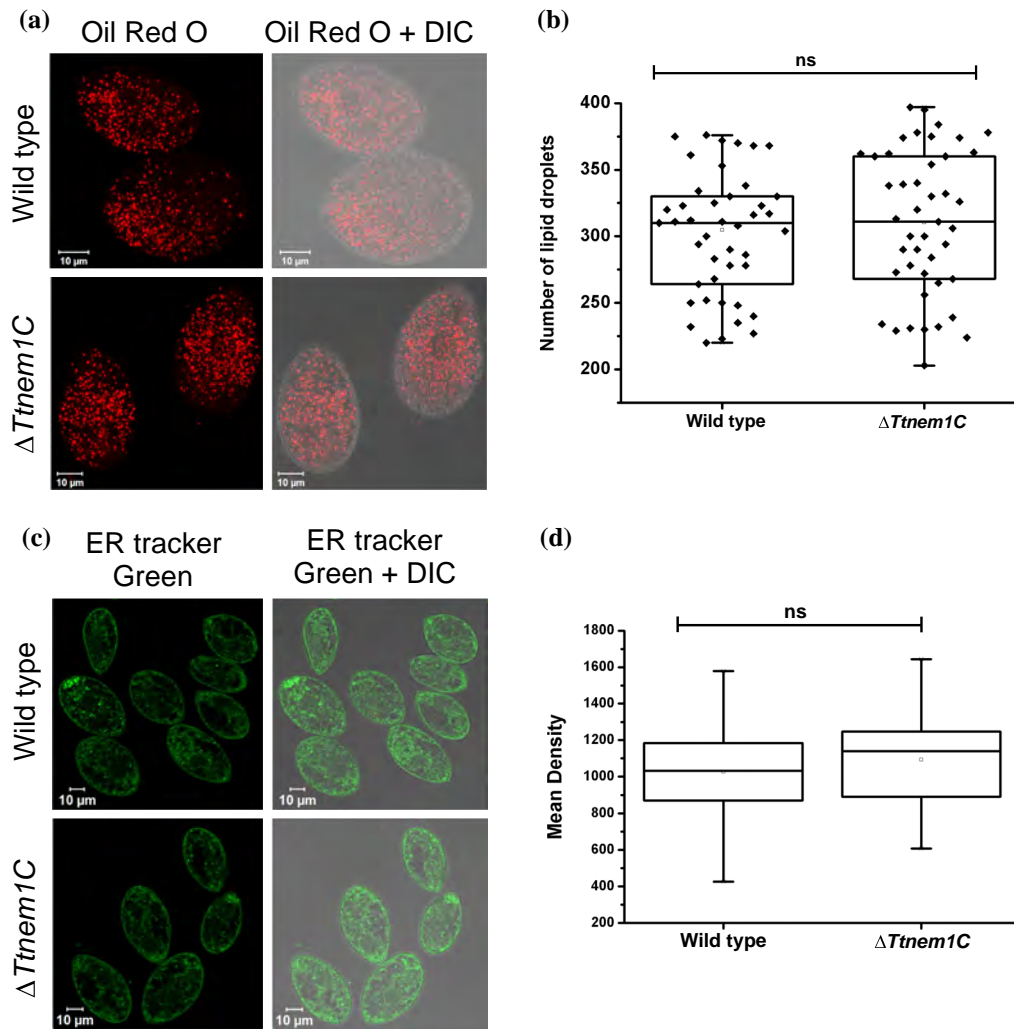 (a)
Oil Red O
Oil Red O + DIC
Wild type
10 µm
10 µm
ΔTtnem1C
10 µm
10 µm
(b)
ns
Number of lipid droplets
400
350
300
250
200
Wild type
ΔTtnem1C
(c)
ER tracker
Green
ER tracker
Green + DIC
Wild type
10 µm
10 µm
ΔTtnem1C
10 µm
10 µm
(d)
ns
Mean Density
1800
1600
1400
1200
1000
800
600
400
200
Wild type
ΔTtnem1C